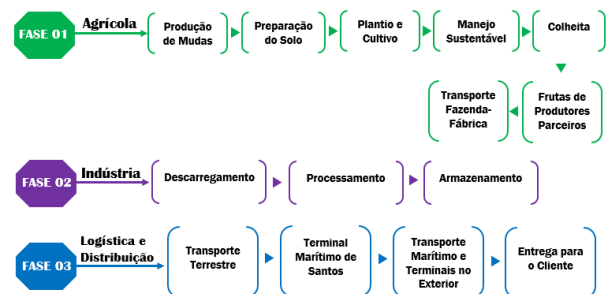 FASE 01
Agrícola
Produção
de Mudas
Preparação
do Solo
Plantio e
Cultivo
Manejo
Sustentável
Colheita
Frutas de
Produtores
Parceiros
Transporte
Fazenda-
Fábrica
FASE 02
Indústria
Descarregamento
Processamento
Armazenamento
FASE 03
Logística e
Distribuição
Transporte
Terrestre
Terminal
Marítimo de
Santos
Transporte
Marítimo e
Terminais no
Exterior
Entrega para
o Cliente